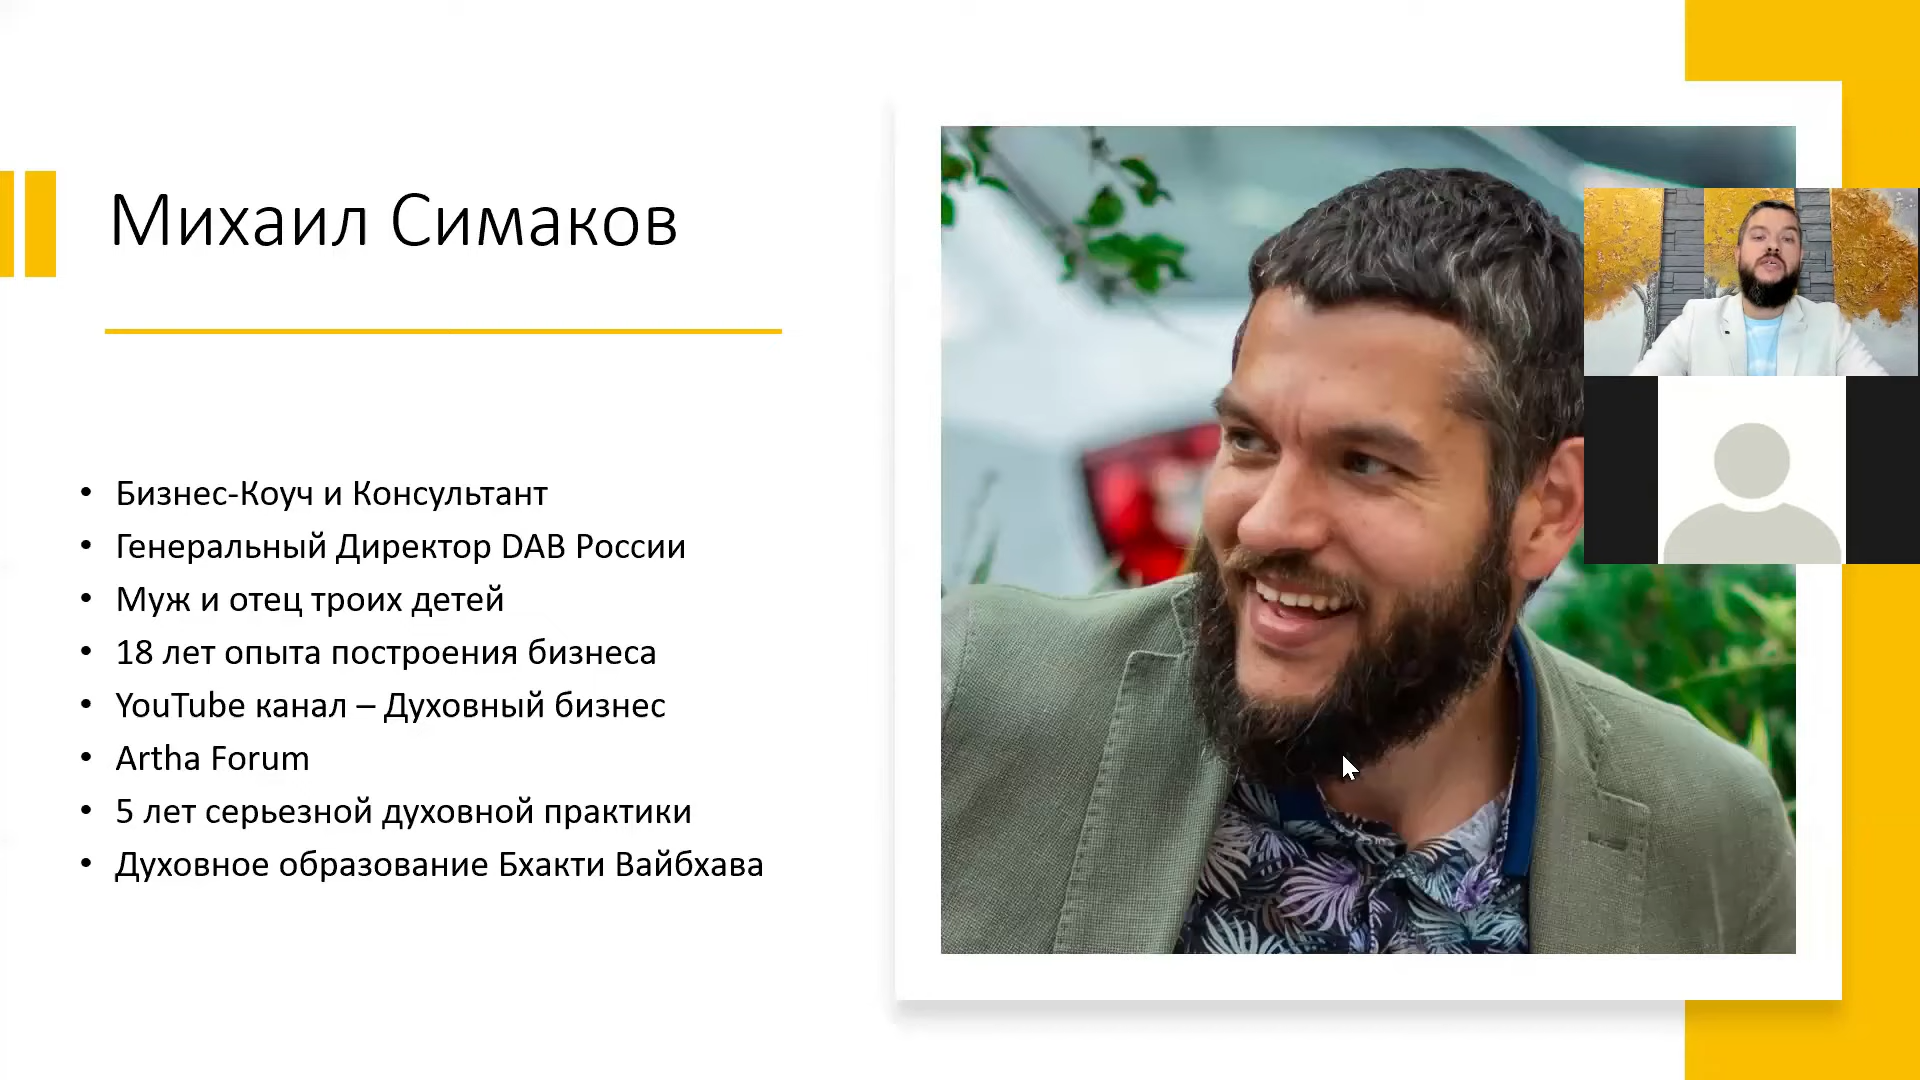 Михаил Симаков
• Бизнес-Коуч и Консультант
• Генеральный Директор DAB России
• Муж и отец троих детей
• 18 лет опыта построения бизнеса
• YouTube канал – Духовный бизнес
• Artha Forum
• 5 лет серьезной духовной практики
• Духовное образование Бхакти Вайбхава